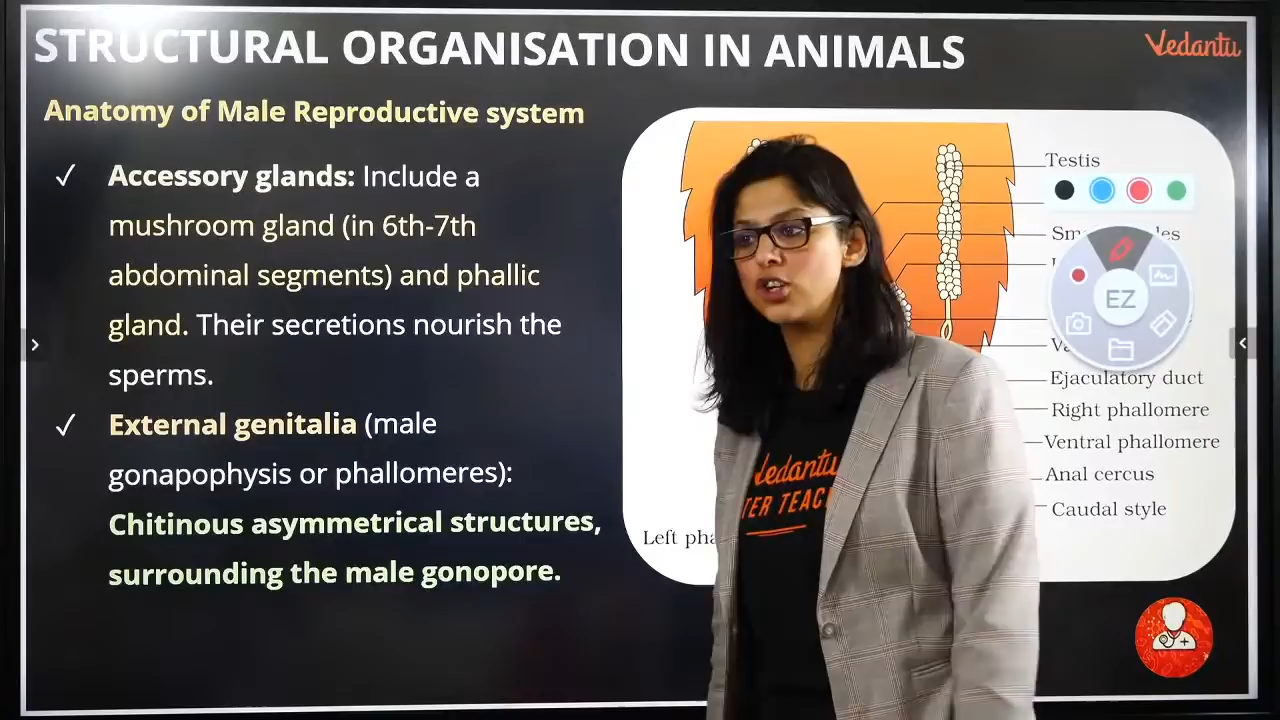 STRUCTURAL ORGANISATION IN ANIMALS
Vedantu
Anatomy of Male Reproductive system
✓ Accessory glands: Include a
mushroom gland (in 6th-7th
abdominal segments) and phallic
gland. Their secretions nourish the
sperms.
✓ External genitalia (male
gonapophysis or phallomeres):
Chitinous asymmetrical structures,
surrounding the male gonopore.
Testis
EZ
Ejaculatory duct
Right phallomere
Ventral phallomere
Anal cercus
Caudal style
Left
Vedantu